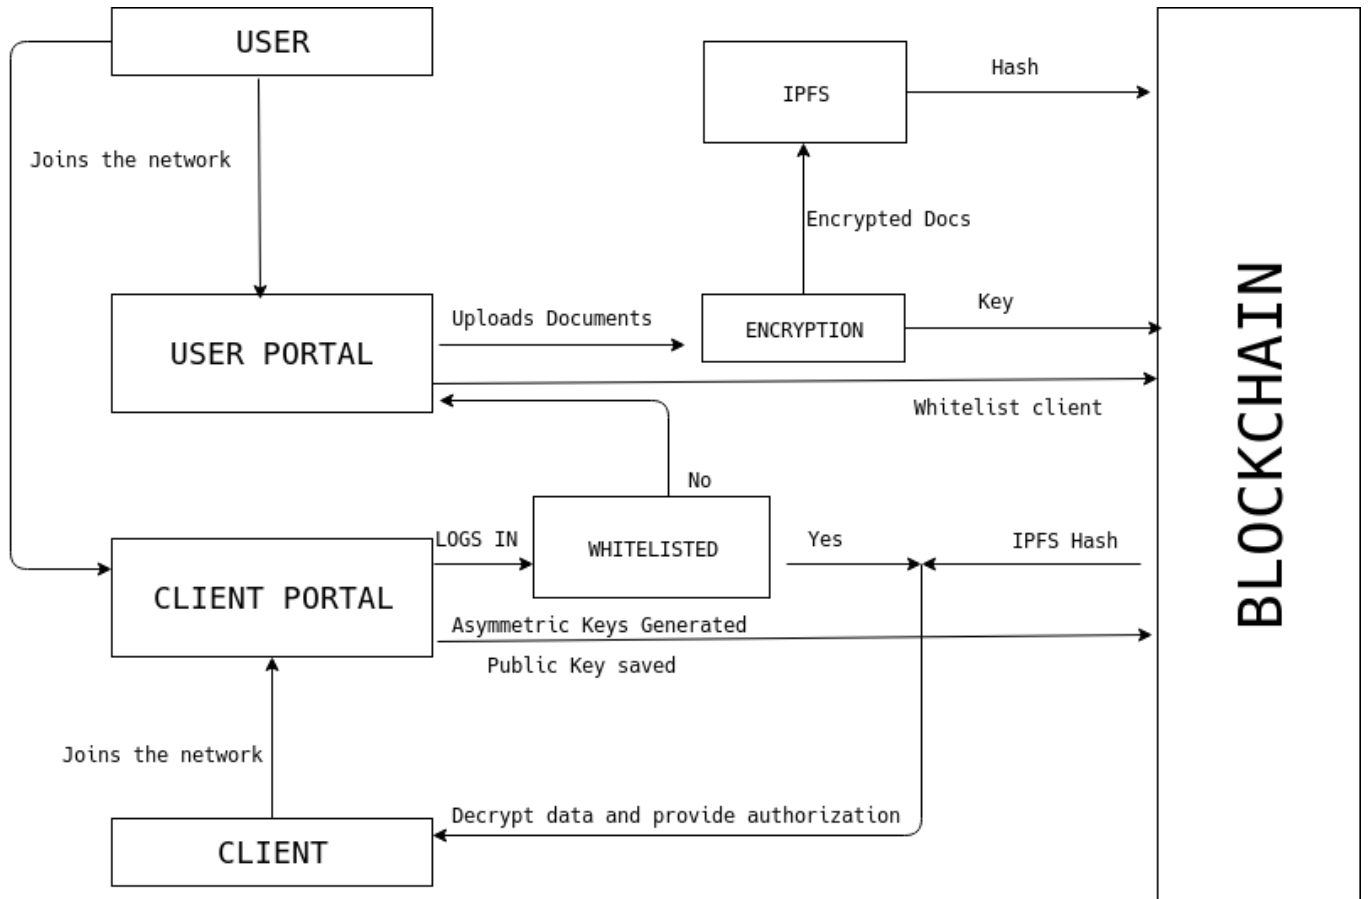 USER
Hash
IPFS
Joins the network
Encrypted Docs
Key
Uploads Documents
ENCRYPTION
USER PORTAL
Whitelist client
No
LOGS IN
WHITELISTED
Yes
IPFS Hash
CLIENT PORTAL
Asymmetric Keys Generated
Public Key saved
Joins the network
Decrypt data and provide authorization
CLIENT
BLOCKCHAIN